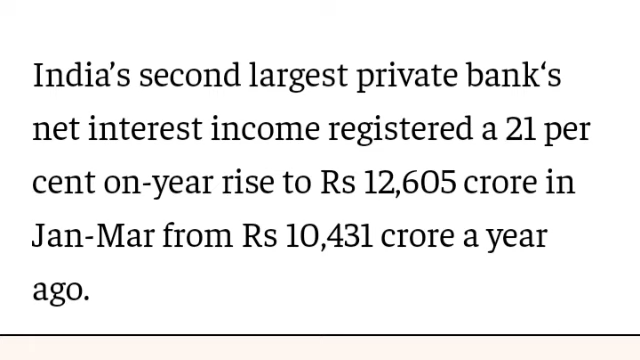 India’s second largest private bank‘s
net interest income registered a 21 per
cent on-year rise to Rs 12,605 crore in
Jan-Mar from Rs 10,431 crore a year
ago.